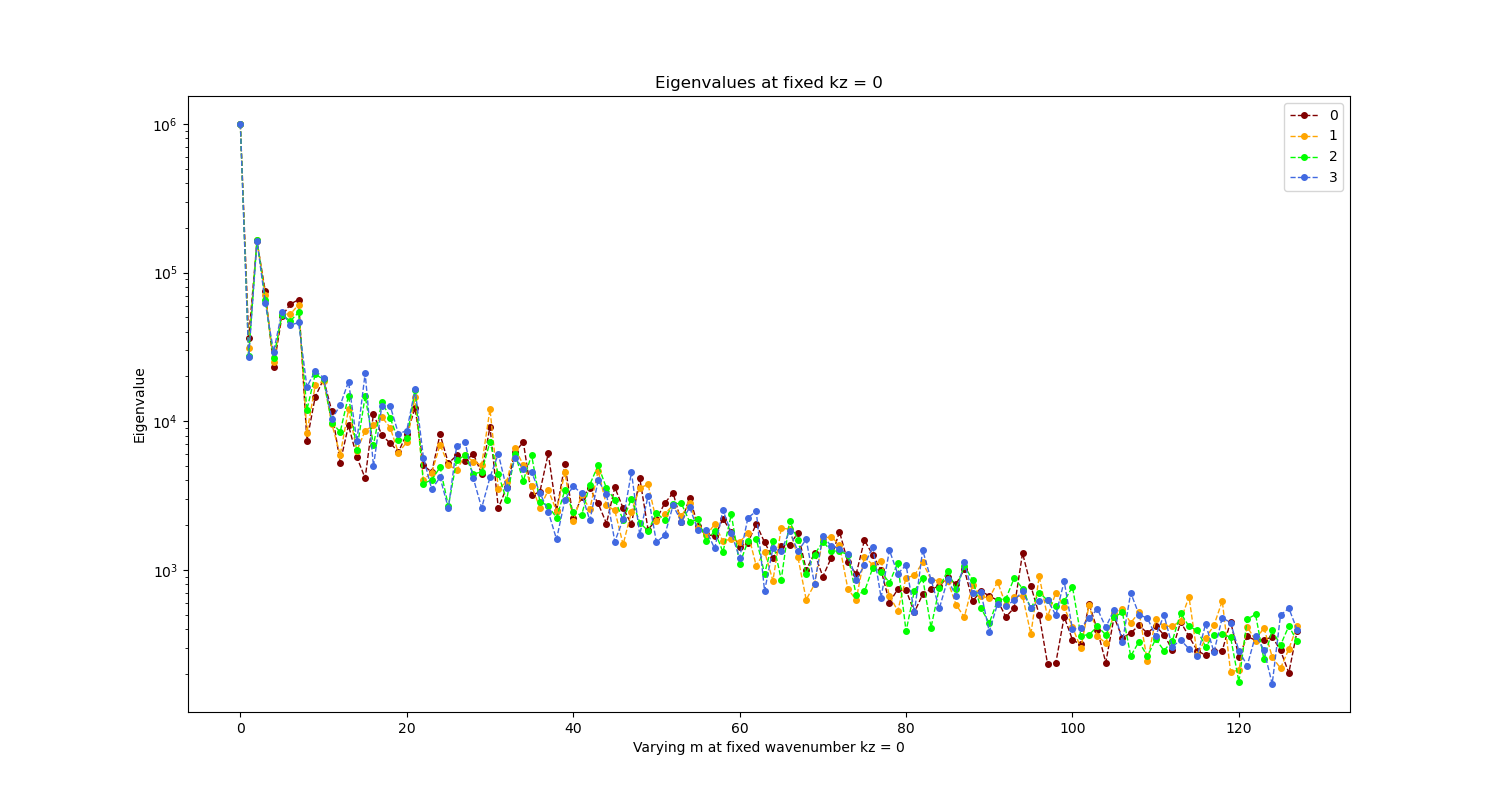 Eigenvalues at fixed kz = 0
10^6
10^5
10^4
10^3
Eigenvalue
0
1
2
3
0 20 40 60 80 100 120
Varying m at fixed wavenumber kz = 0